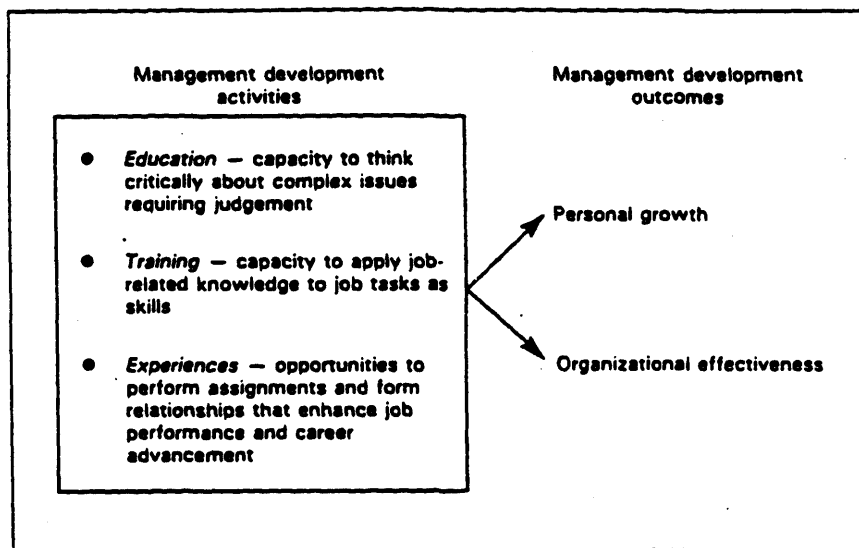 Management development
activities
● Education — capacity to think
critically about complex issues
requiring judgement
● Training — capacity to apply job-
related knowledge to job tasks as
skills
● Experiences — opportunities to
perform assignments and form
relationships that enhance job
performance and career
advancement
Management development
outcomes
Personal growth
Organizational effectiveness